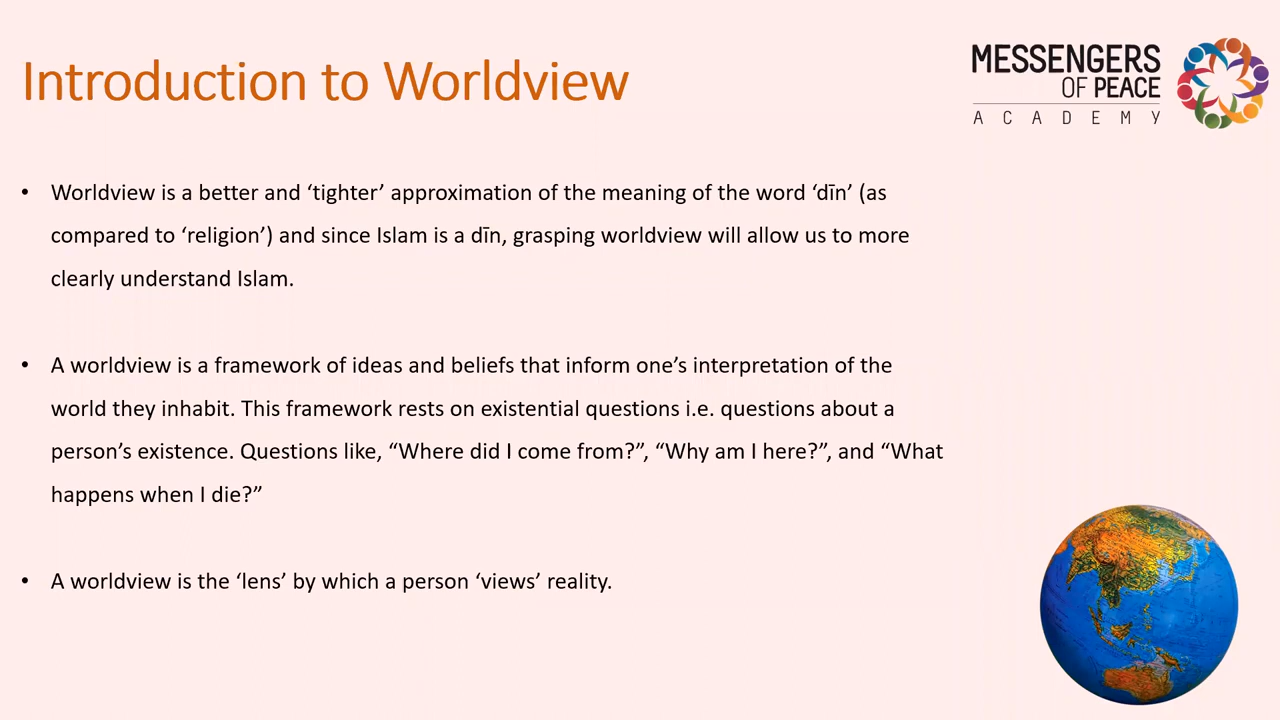 Introduction to Worldview
MESSENGERS
OF PEACE
ACADEMY
• Worldview is a better and ‘tighter’ approximation of the meaning of the word ‘dīn’ (as
compared to ‘religion’) and since Islam is a dīn, grasping worldview will allow us to more
clearly understand Islam.
• A worldview is a framework of ideas and beliefs that inform one’s interpretation of the
world they inhabit. This framework rests on existential questions i.e. questions about a
person’s existence. Questions like, “Where did I come from?”, “Why am I here?”, and “What
happens when I die?”
• A worldview is the ‘lens’ by which a person ‘views’ reality.